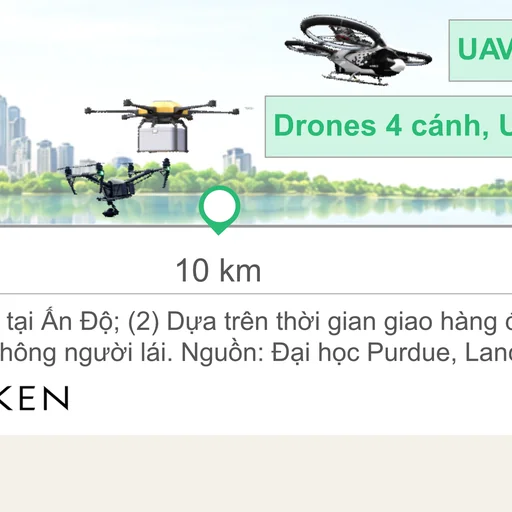 UAV
Drones 4 cánh, U
10 km
tại Ấn Độ; (2) Dựa trên thời gian giao hàng
hông người lái. Nguồn: Đại học Purdue, Land
KEN